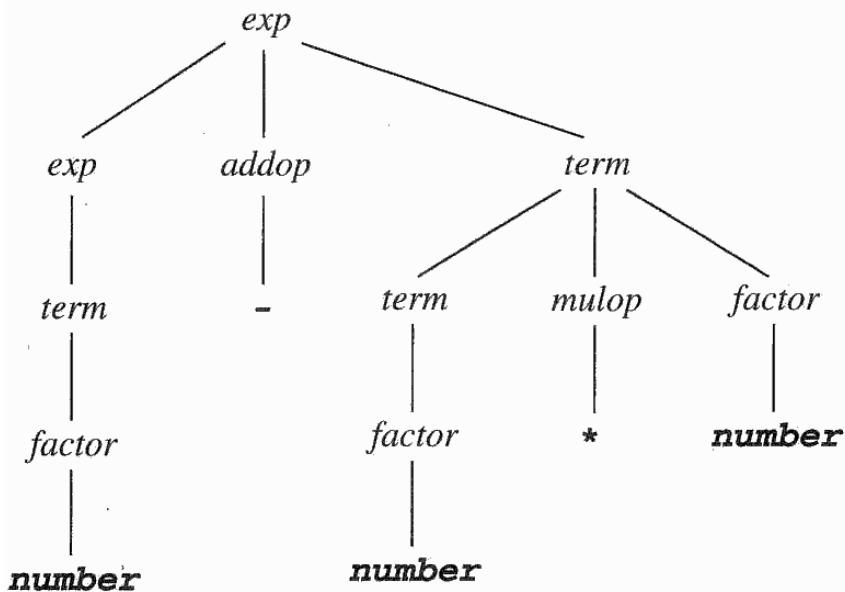 exp
exp addop term
term - term mulop factor
factor factor * number
number number